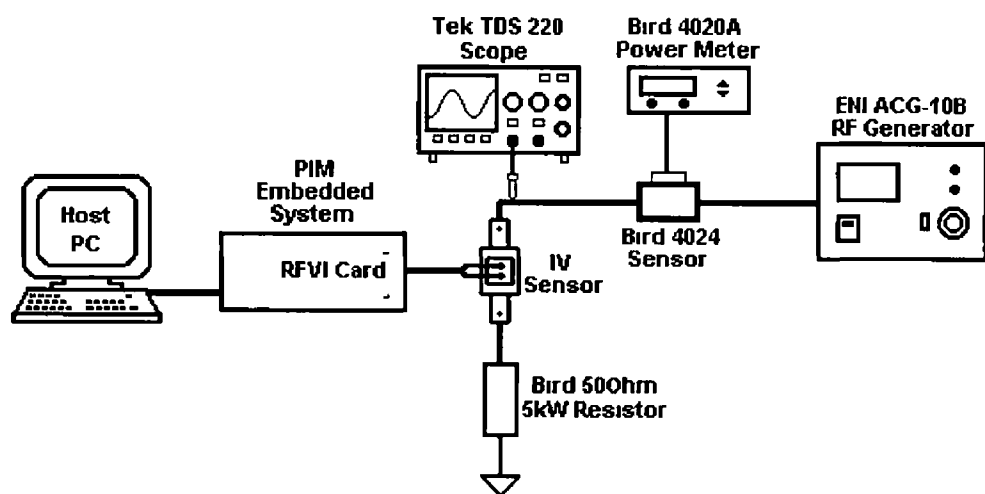 Tek TDS 220
Scope
Bird 4020A
Power Meter
ENI ACG-10B
RF Generator
PIM
Embedded
System
Host
PC
RFVI Card
IV
Sensor
Bird 4024
Sensor
Bird 50Ohm
5kW Resistor